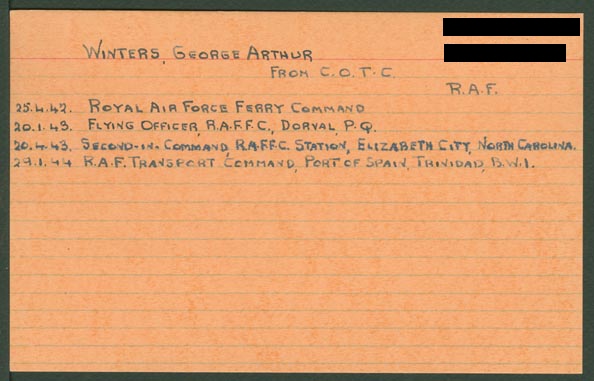 WINTERS, GEORGE ARTHUR
FROM C.O.T.C.
R.A.F.
25.4.42. ROYAL AIR FORCE FERRY COMMAND
20.1.43. FLYING OFFICER, R.A.F.F.C., DORVAL, P.Q.
20.4.43. SECOND-IN-COMMAND, R.A.F.F.C. STATION, ELIZABETH CITY, NORTH CAROLINA.
29.1.44 R.A.F. TRANSPORT COMMAND, PORT OF SPAIN, TRINIDAD, B.W.I.